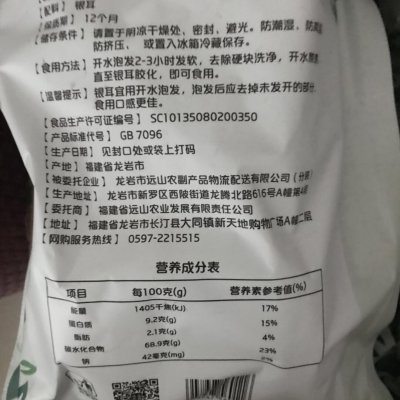 【配料】银耳
【保质期】12个月
【储存条件】请置于阴凉干燥处、密封、避光。防潮湿、防
防挤压、或置入冰箱冷藏保存。
【食用方法】开水泡发2-3小时发软，去除硬块洗净，开水
直至银耳胶化，即可食用。
【温馨提示】银耳宜用开水泡发，泡发后应去掉未发开的部分，
食用口感更佳。
【食品生产许可证编号】SC10135080200350
【产品标准代号】GB 7096
【生产日期】见封口处或袋上打码
【产地】福建省龙岩市
【被委托企业】龙岩市远山农副产品物流配送有限公司（分装）
【生产地址】龙岩市新罗区西陂街道龙腾北路616号A幢第4层
【委托商】福建省远山农业发展有限责任公司
【地址】福建省龙岩市长汀县大同镇新天地购物广场A幢二层
【网购服务热线】0597-2215515
营养成分表
项目 每100克(g) 营养素参考值(%)
能量 1405千焦(kJ) 17%
蛋白质 9.2克(g) 15%
脂肪 2.1克(g) 4%
碳水化合物 68.9克(g) 23%
钠 42毫克(mg) 2%